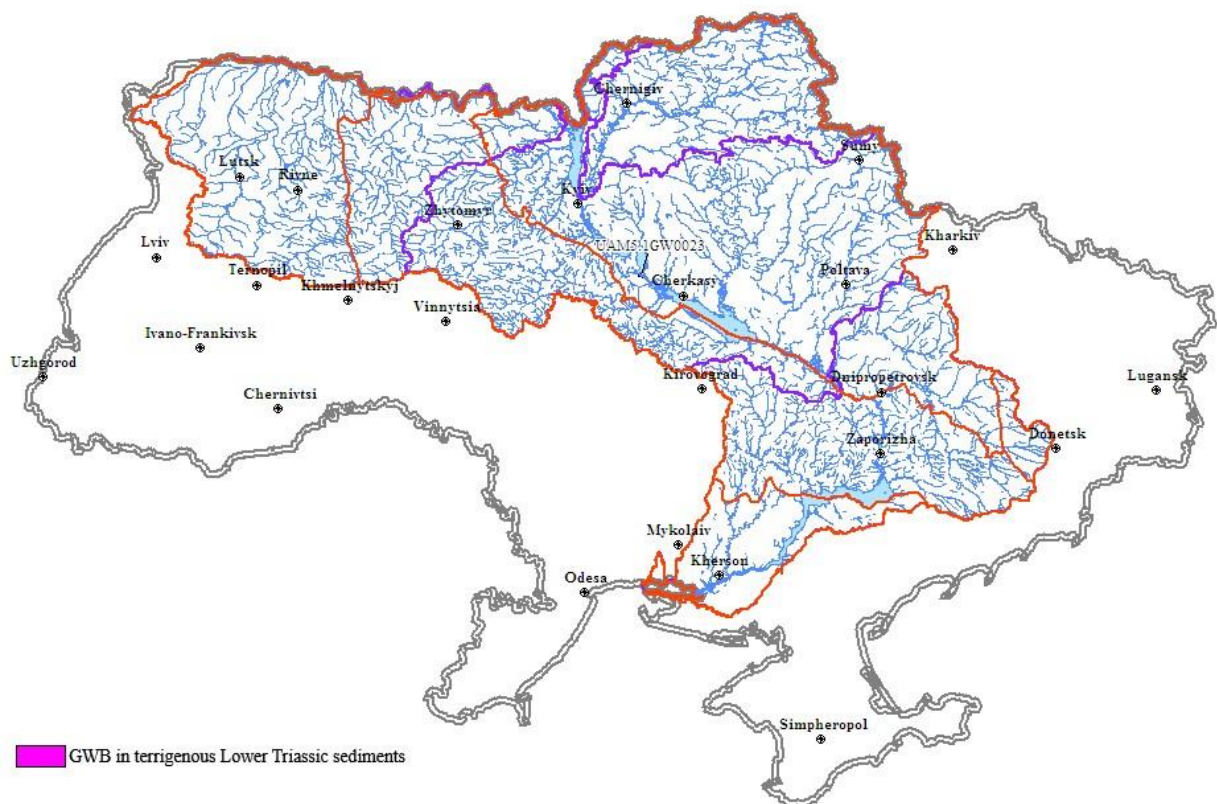 Chernigiv
Sumy
Lutsk
Rivne
Kyiv
Zhytomyr
Lviv
UAM5.1GW0023
Kharkiv
Ternopil
Khmelnytskyj
Cherkasy
Poltava
Vinnytsia
Ivano-Frankivsk
Uzhgorod
Kirovograd
Dnipropetrovsk
Lugansk
Chernivtsi
Zaporizha
Donetsk
Mykolaiv
Kherson
Odesa
Simpheropol
GWB in terrigenous Lower Triassic sediments